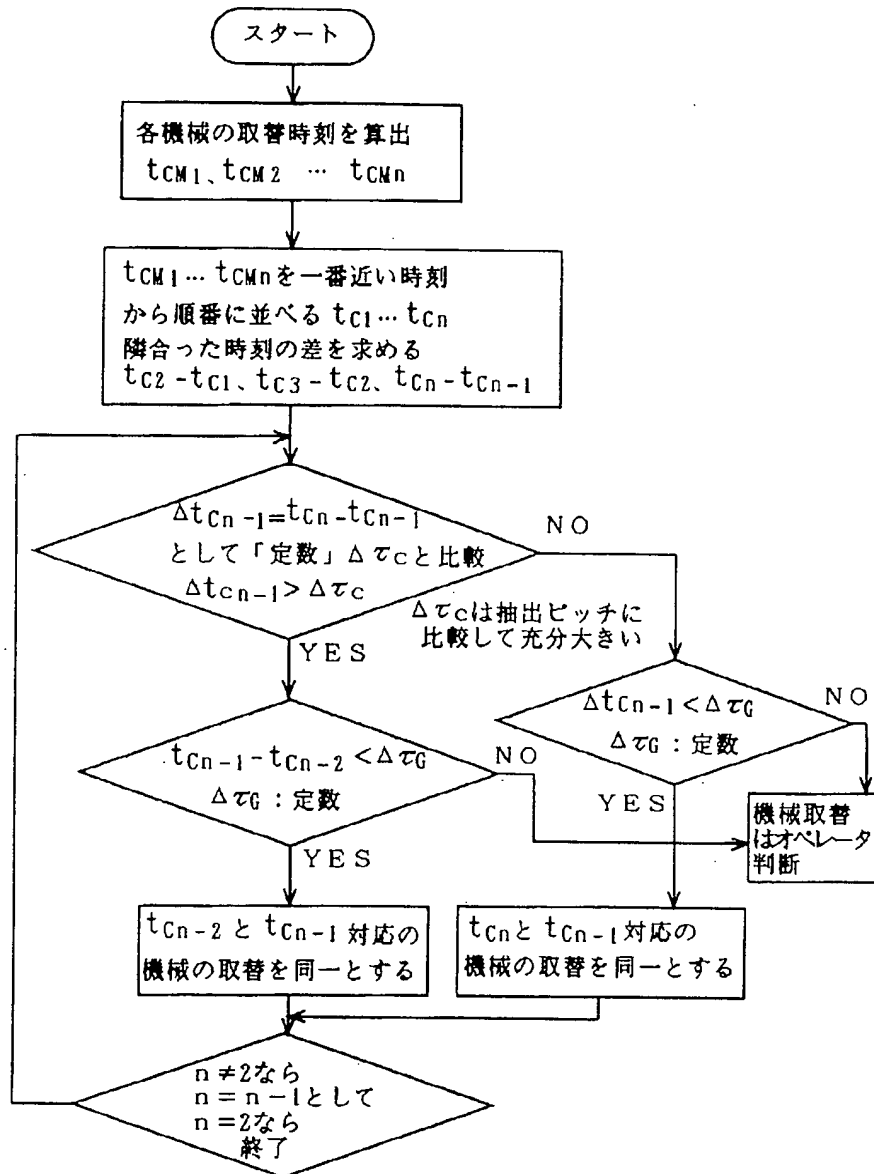 スタート
各機械の取替時刻を算出
tCM1、tCM2 … tCMn
tCM1… tCMnを一番近い時刻
から順番に並べる tC1…tCn
隣合った時刻の差を求める
tC2-tC1、tC3-tC2、tCn-tCn-1
ΔtCn-1=tCn-tCn-1
として「定数」ΔτCと比較
ΔtCn-1>ΔτC
NO
ΔτCは抽出ピッチに
比較して充分大きい
YES
ΔtCn-1<ΔτG
ΔτG:定数
NO
YES
tCn-1-tCn-2<ΔτG
ΔτG:定数
NO
YES
機械取替
はオペレータ
判断
tCn-2とtCn-1対応の
機械の取替を同一とする
tCnとtCn-1対応の
機械の取替を同一とする
n≠2なら
n=n-1として
n=2なら
終了